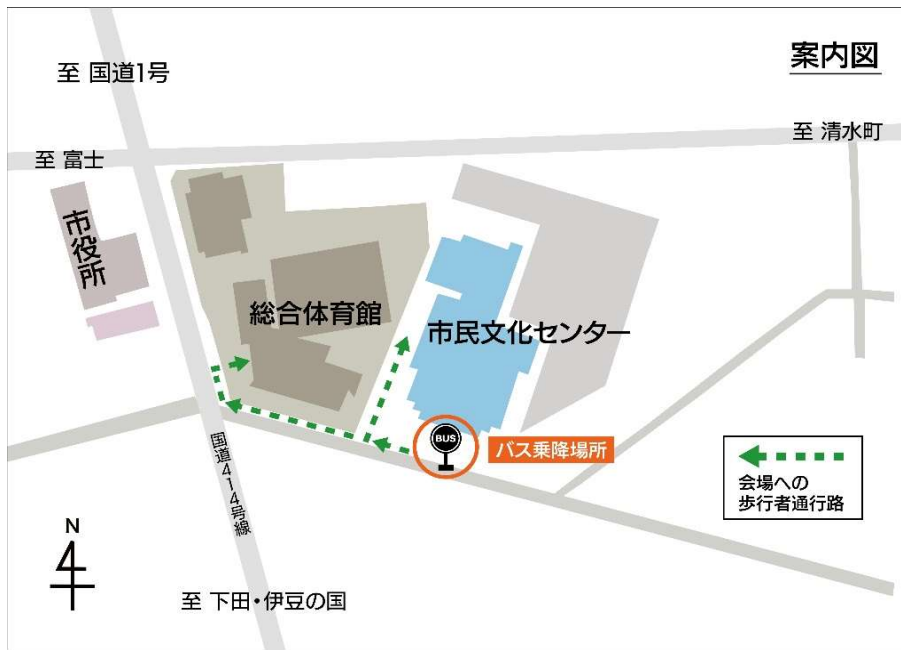 案内図
至 国道1号
至 清水町
至 富士
市役所
総合体育館
市民文化センター
BUS
バス乗降場所
国道414号線
会場への
歩行者通行路
N
至 下田・伊豆の国